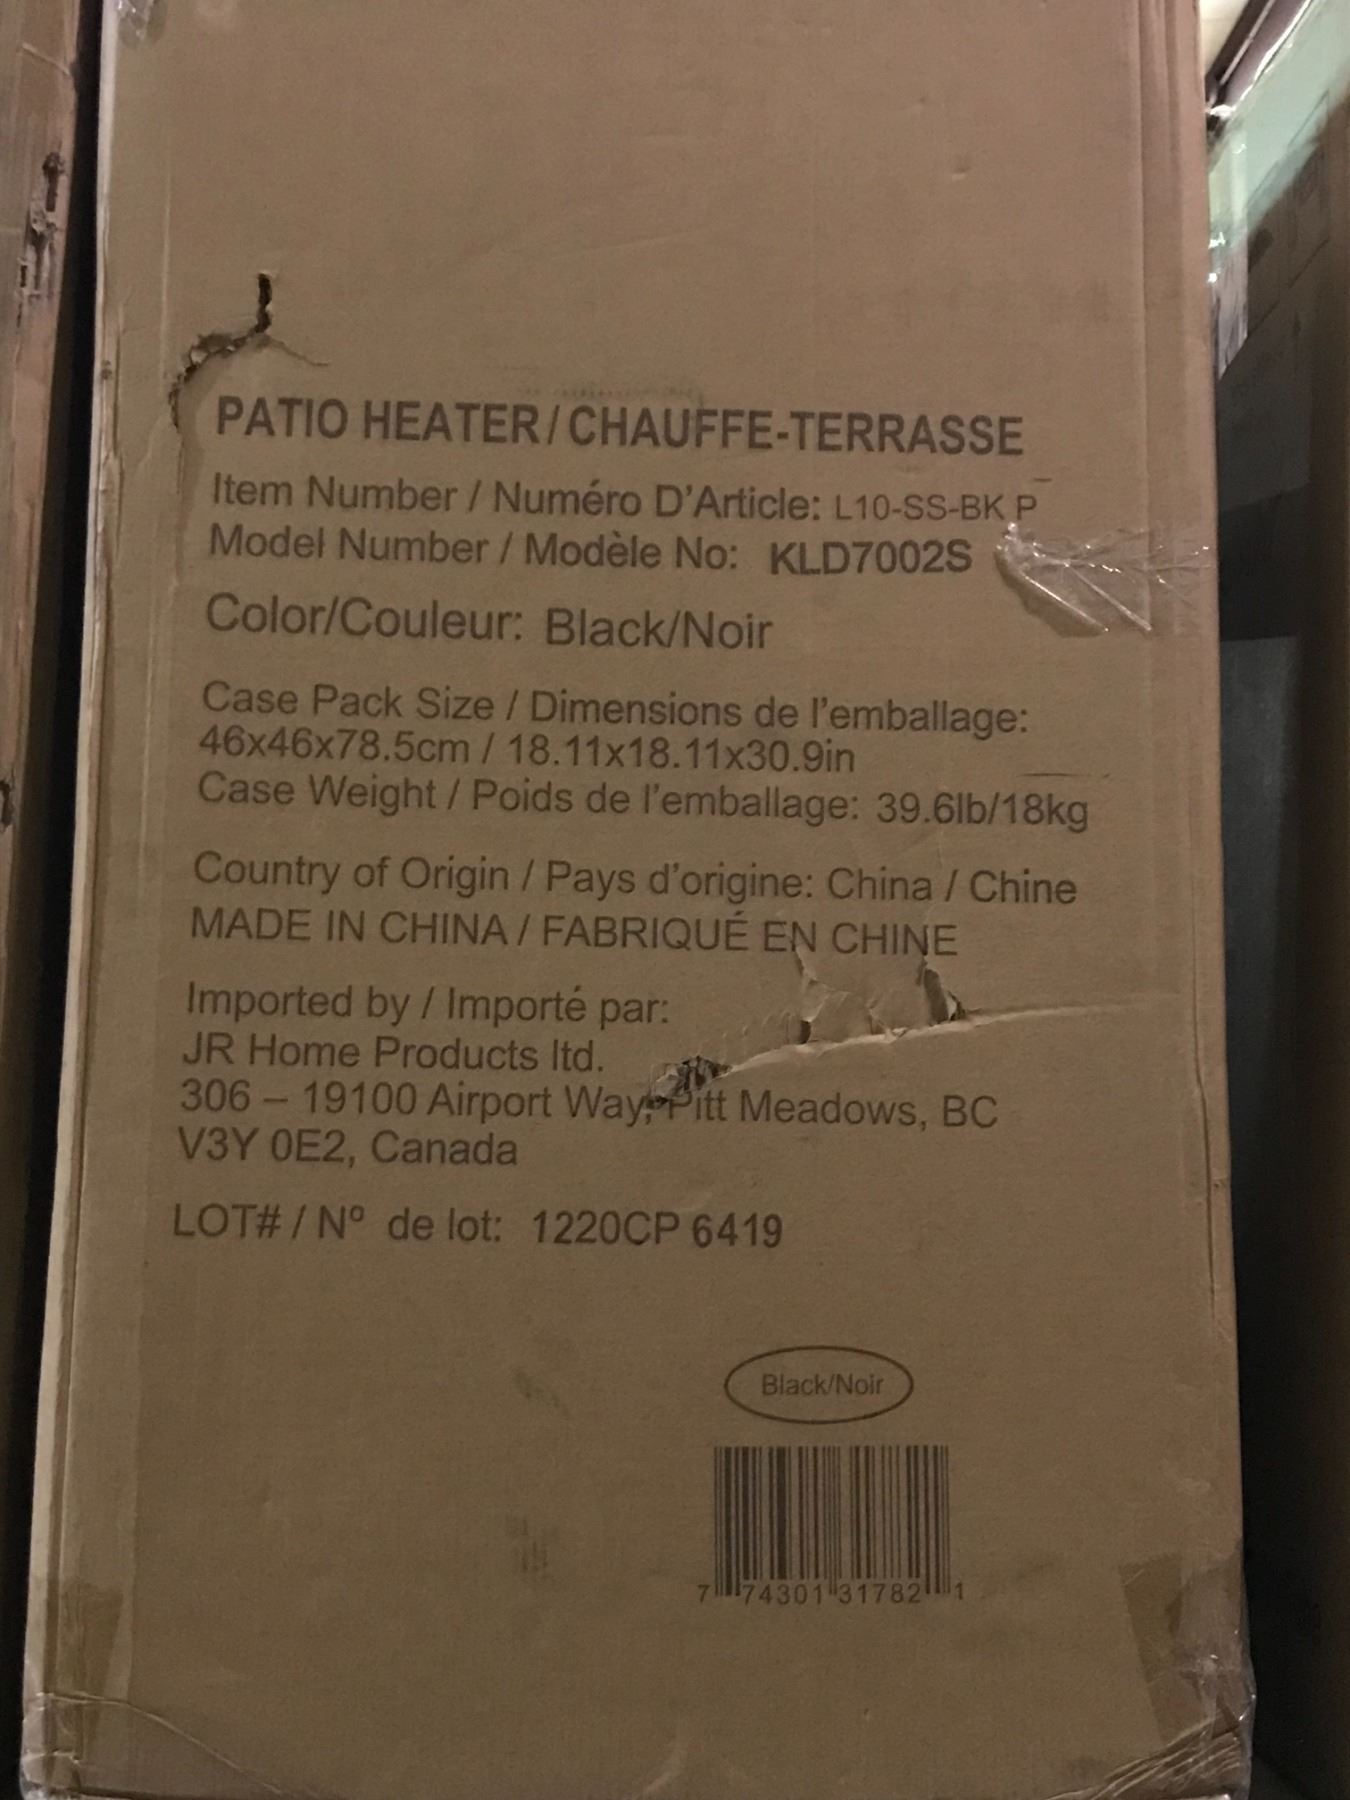 PATIO HEATER / CHAUFFE-TERRASSE
Item Number / Numéro D'Article: L10-SS-BK P
Model Number / Modèle No: KLD7002S
Color/Couleur: Black/Noir
Case Pack Size / Dimensions de l'emballage:
46x46x78.5cm / 18.11x18.11x30.9in
Case Weight / Poids de l'emballage: 39.6lb/18kg
Country of Origin / Pays d'origine: China / Chine
MADE IN CHINA / FABRIQUÉ EN CHINE
Imported by / Importé par:
JR Home Products ltd.
306 – 19100 Airport Way, Pitt Meadows, BC
V3Y 0E2, Canada
LOT# / Nº de lot: 1220CP 6419
Black/Noir
7 74301 31782 1